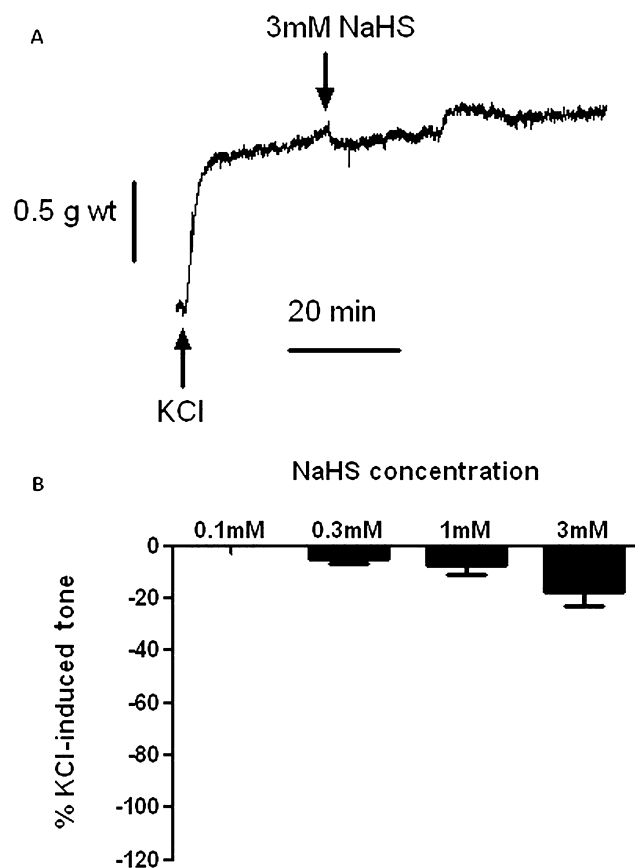 A
3mM NaHS
0.5 g wt
20 min
KCl
B
NaHS concentration
0.1mM 0.3mM 1mM 3mM
0
-20
-40
-60
-80
-100
-120
% KCl-induced tone